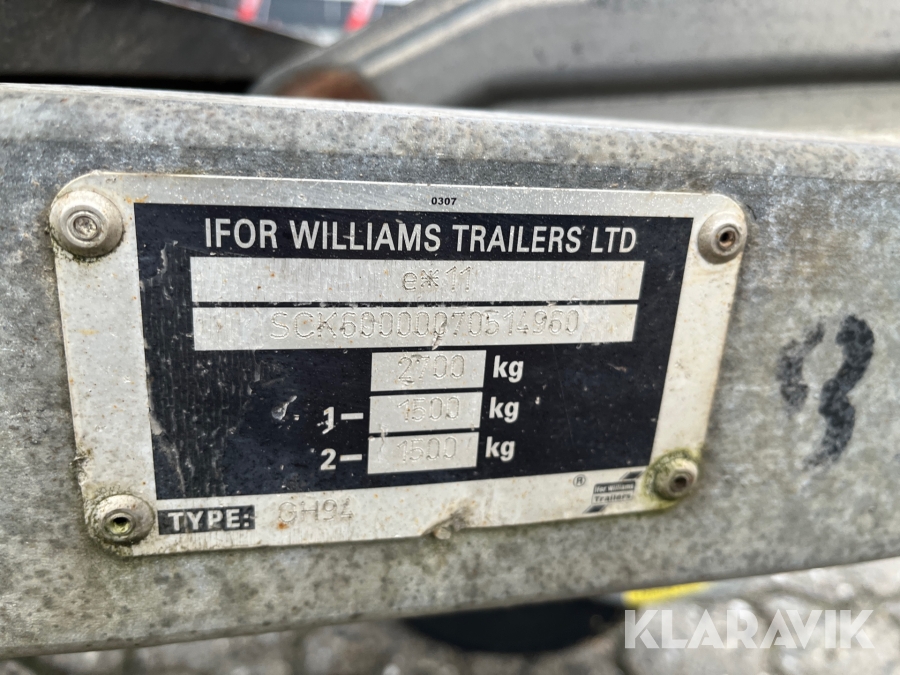 0307
IFOR WILLIAMS TRAILERS LTD
e*11
SCK60000070514960
2700 kg
1- 1500 kg
2- 1500 kg
®
Ifor Williams
Trailers
TYPE: GH94
KLARAVIK